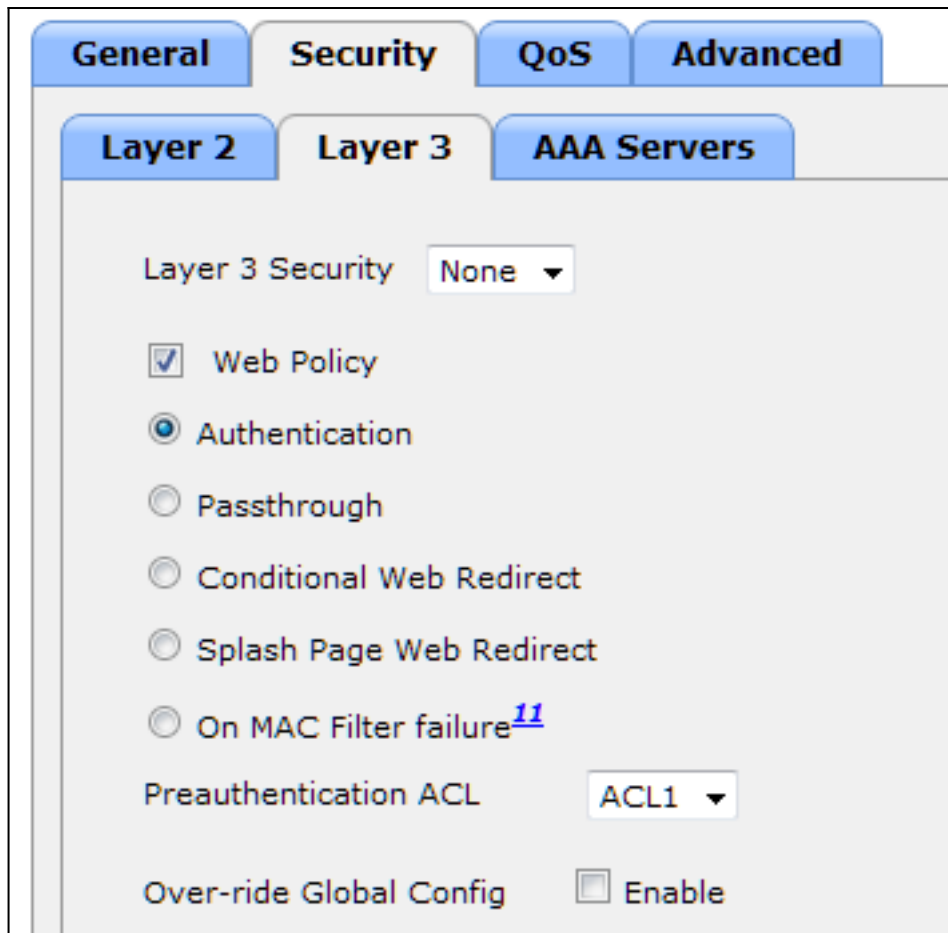 General Security QoS Advanced
Layer 2 Layer 3 AAA Servers
Layer 3 Security None
Web Policy
Authentication
Passthrough
Conditional Web Redirect
Splash Page Web Redirect
On MAC Filter failure11
Preauthentication ACL ACL1
Over-ride Global Config Enable